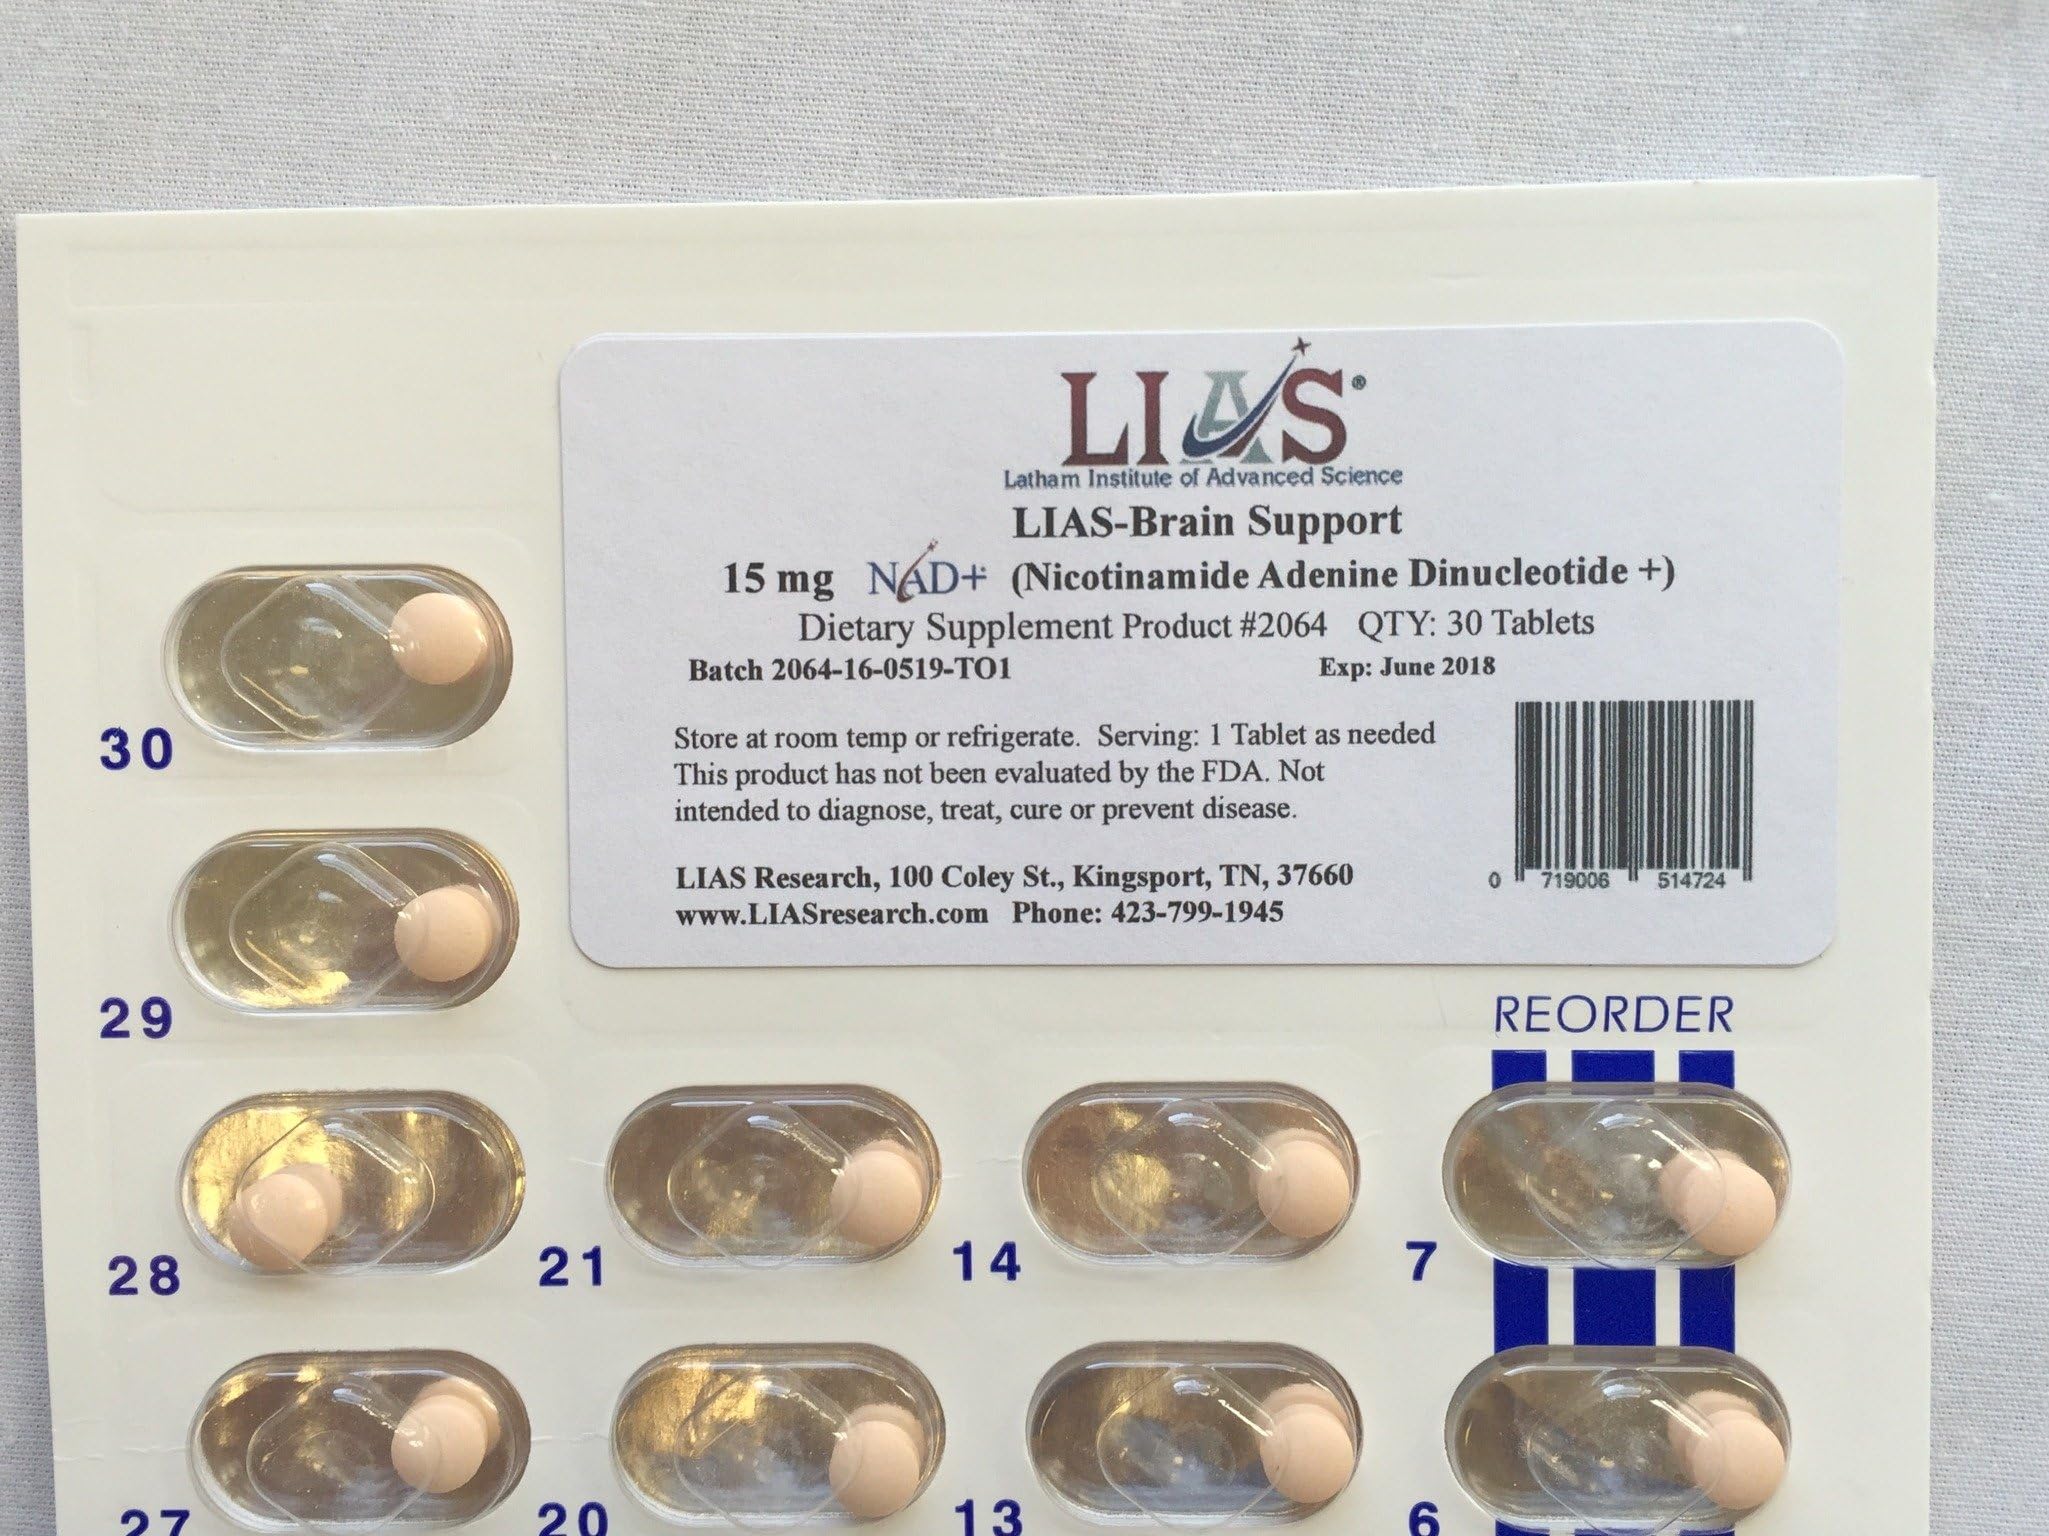 LIAS®
Latham Institute of Advanced Science
LIAS-Brain Support
15 mg NAD+ (Nicotinamide Adenine Dinucleotide +)
Dietary Supplement Product #2064 QTY: 30 Tablets
Batch 2064-16-0519-TO1 Exp: June 2018
Store at room temp or refrigerate. Serving: 1 Tablet as needed
This product has not been evaluated by the FDA. Not
intended to diagnose, treat, cure or prevent disease.
LIAS Research, 100 Coley St., Kingsport, TN, 37660
www.LIASresearch.com Phone: 423-799-1945
0 719006 514724
REORDER
30
29
28 21 14 7
27 20 13 6